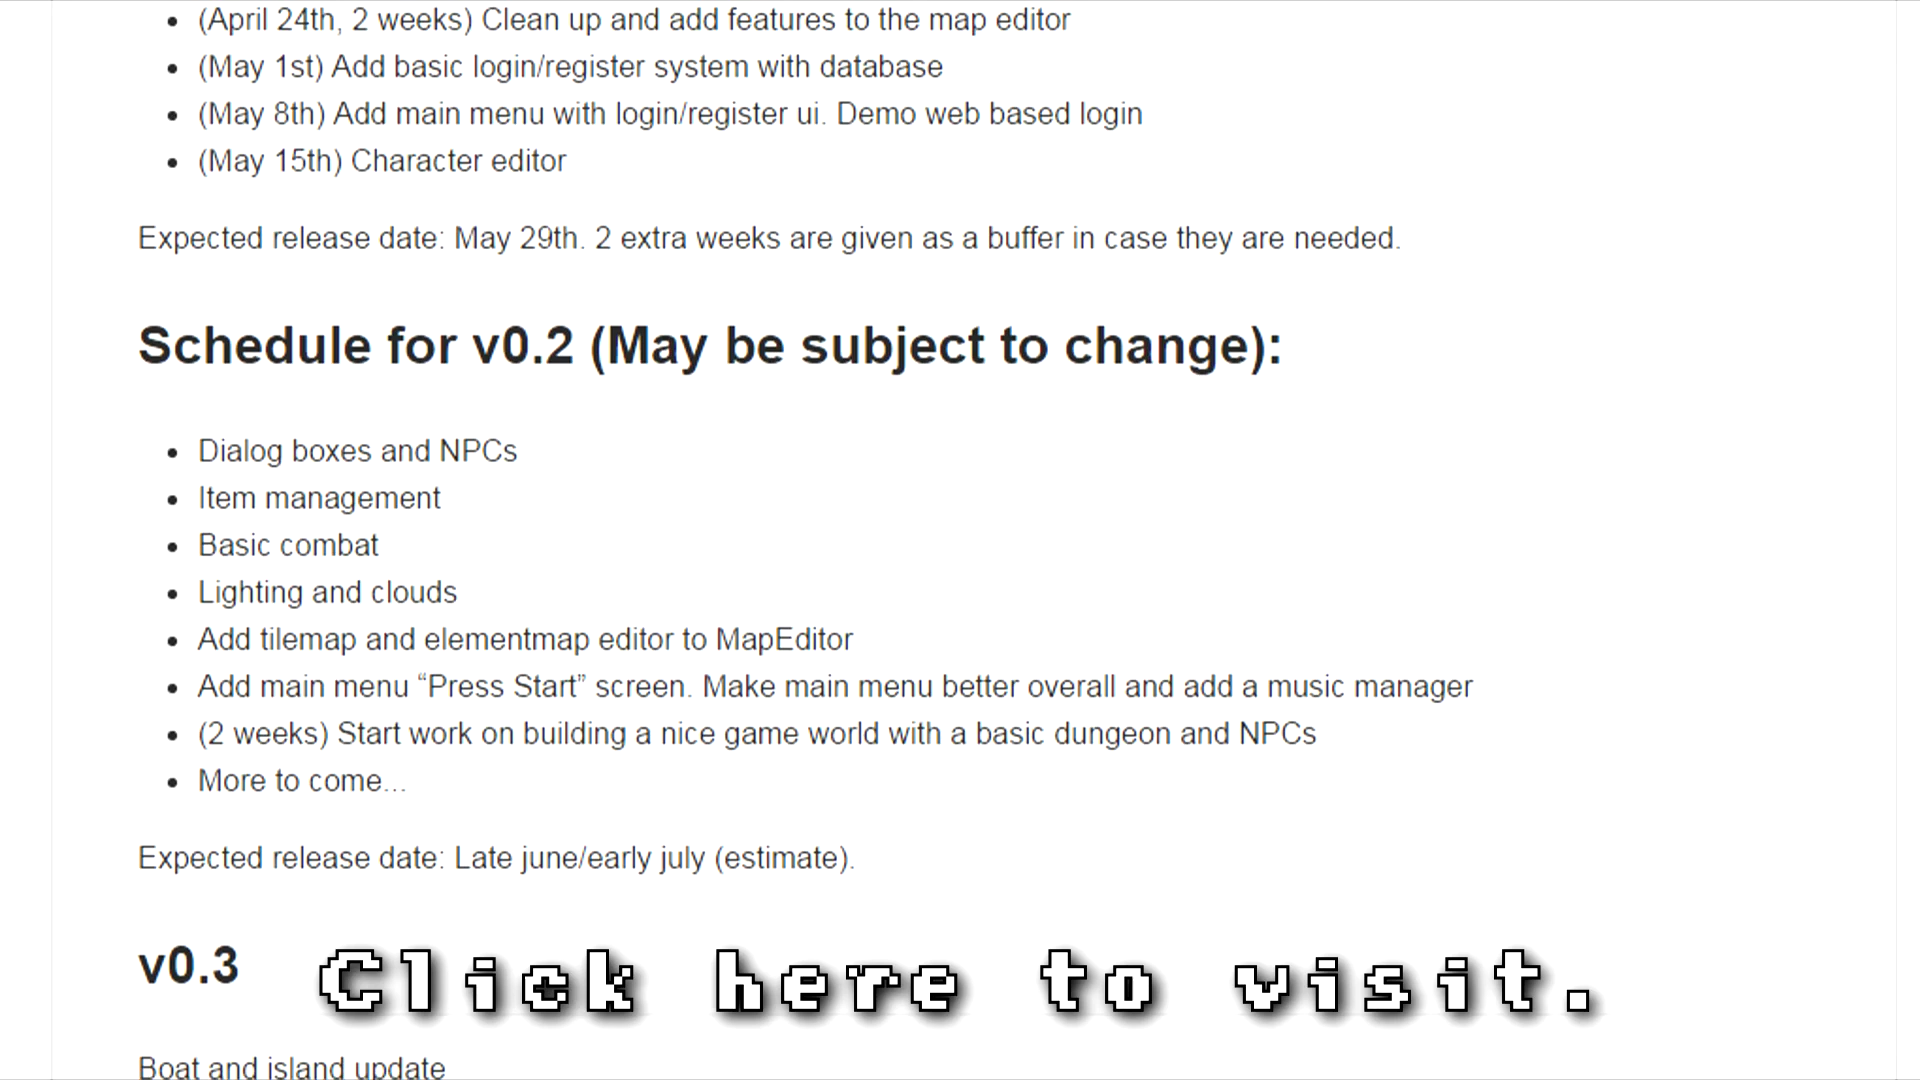 (April 24th, 2 weeks) Clean up and add features to the map editor
(May 1st) Add basic login/register system with database
(May 8th) Add main menu with login/register ui. Demo web based login
(May 15th) Character editor
Expected release date: May 29th. 2 extra weeks are given as a buffer in case they are needed.
Schedule for v0.2 (May be subject to change):
Dialog boxes and NPCs
Item management
Basic combat
Lighting and clouds
Add tilemap and elementmap editor to MapEditor
Add main menu “Press Start” screen. Make main menu better overall and add a music manager
(2 weeks) Start work on building a nice game world with a basic dungeon and NPCs
More to come...
Expected release date: Late june/early july (estimate).
v0.3
Click here to visit.
Boat and island update